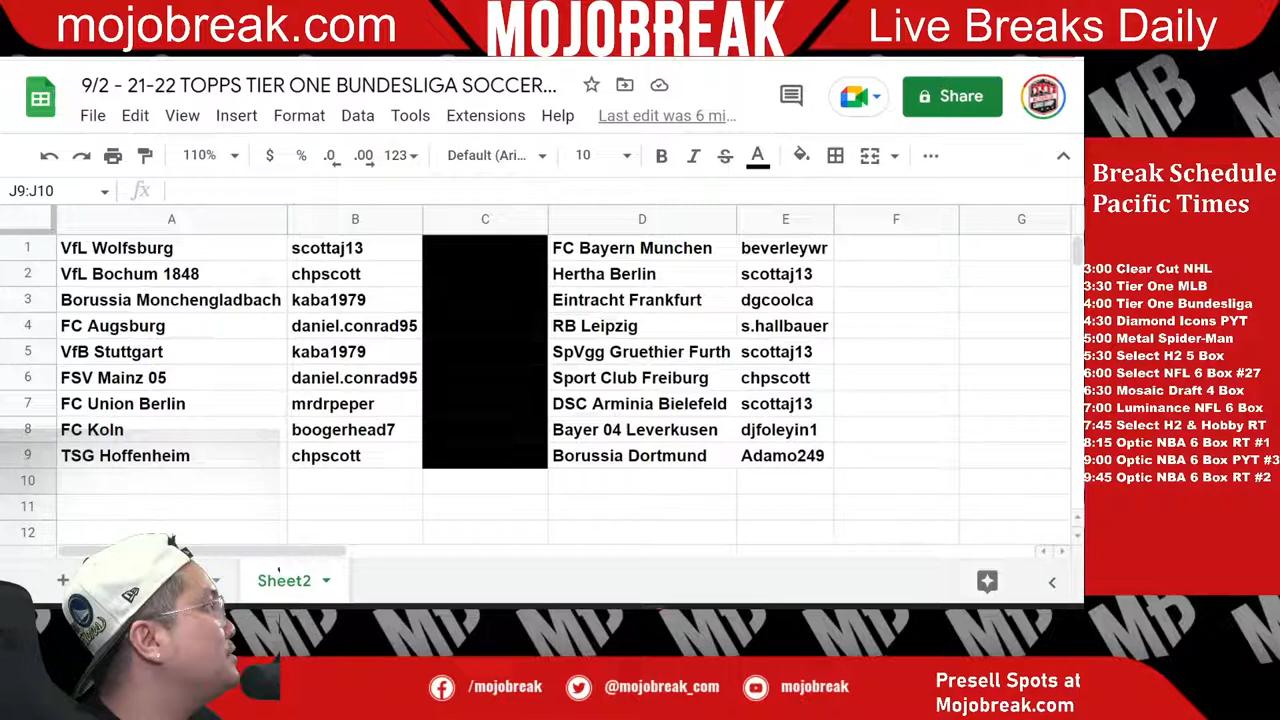 mojobreak.com
MOJOBREAK
Live Breaks Daily
9/2 - 21-22 TOPPS TIER ONE BUNDESLIGA SOCCER...
File Edit View Insert Format Data Tools Extensions Help Last edit was 6 mi...
Share
110% $ % .0 .00 123 Default (Ari... 10 B I S A
J9:J10 fx
A B C D E F G
1 VfL Wolfsburg scottaj13 FC Bayern Munchen beverleywr
2 VfL Bochum 1848 chpscott Hertha Berlin scottaj13
3 Borussia Monchengladbach kaba1979 Eintracht Frankfurt dgcoolca
4 FC Augsburg daniel.conrad95 RB Leipzig s.hallbauer
5 VfB Stuttgart kaba1979 SpVgg Gruethier Furth scottaj13
6 FSV Mainz 05 daniel.conrad95 Sport Club Freiburg chpscott
7 FC Union Berlin mrdrpeper DSC Arminia Bielefeld scottaj13
8 FC Koln boogerhead7 Bayer 04 Leverkusen djfoleyin1
9 TSG Hoffenheim chpscott Borussia Dortmund Adamo249
10
11
12
Sheet2
Break Schedule
Pacific Times
3:00 Clear Cut NHL
3:30 Tier One MLB
4:00 Tier One Bundesliga
4:30 Diamond Icons PYT
5:00 Metal Spider-Man
5:30 Select H2 5 Box
6:00 Select NFL 6 Box #27
6:30 Mosaic Draft 4 Box
7:00 Luminance NFL 6 Box
7:45 Select H2 & Hobby RT
8:15 Optic NBA 6 Box RT #1
9:00 Optic NBA 6 Box PYT #3
9:45 Optic NBA 6 Box RT #2
/mojobreak
@mojobreak_com
mojobreak
Presell Spots at
Mojobreak.com